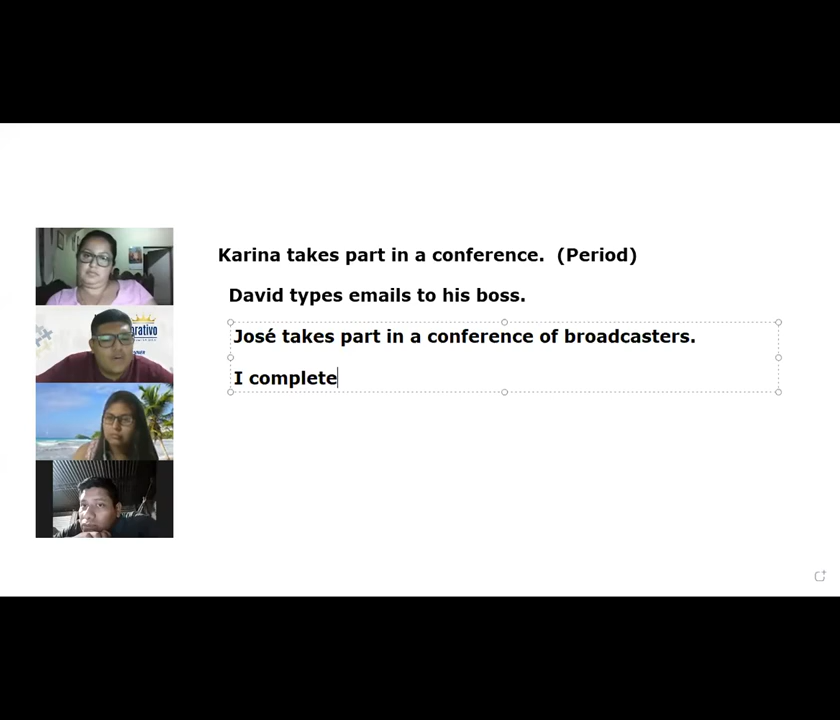 Karina takes part in a conference. (Period)
David types emails to his boss.
José takes part in a conference of broadcasters.
I complete
orativo